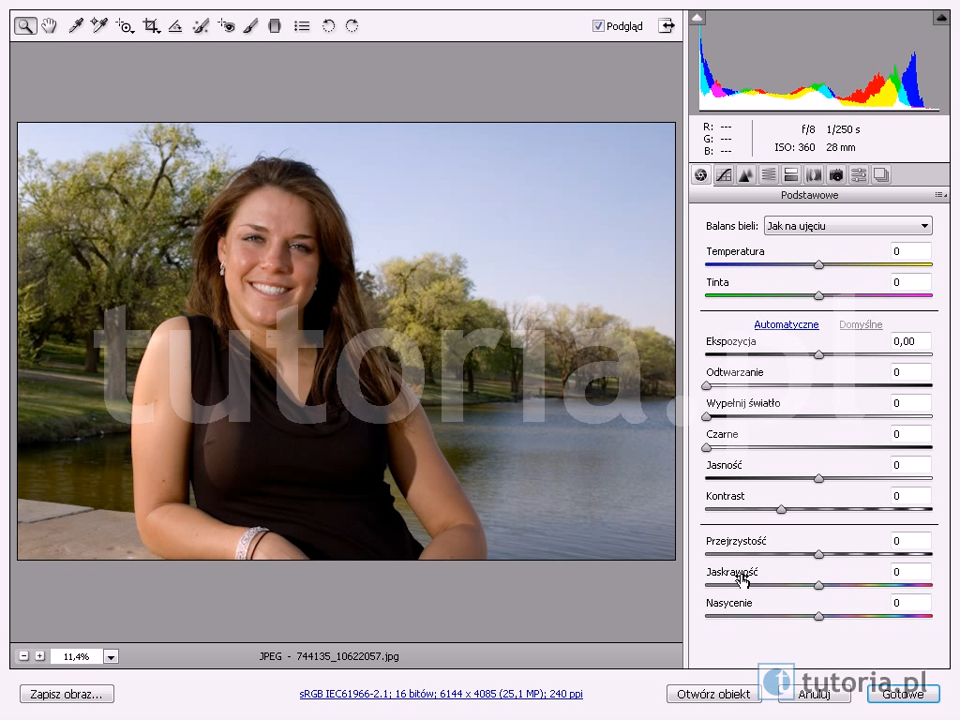 Podgląd
R: ---
G: ---
B: ---
f/8 1/250 s
ISO: 360 28 mm
Podstawowe
Balans bieli: Jak na ujęciu
Temperatura 0
Tinta 0
Automatyczne Domyślne
Ekspozycja 0,00
Odtwarzanie 0
Wypełnij światło 0
Czarne 0
Jasność 0
Kontrast 0
Przejrzystość 0
Jaskrawość 0
Nasycenie 0
tutoria.pl
11,4% JPEG - 744135_10622057.jpg
Zapisz obraz... sRGB IEC61966-2.1; 16 bitów; 6144 x 4085 (25,1 MP); 240 ppi Otwórz obiekt Anuluj Gotowe
tutoria.pl